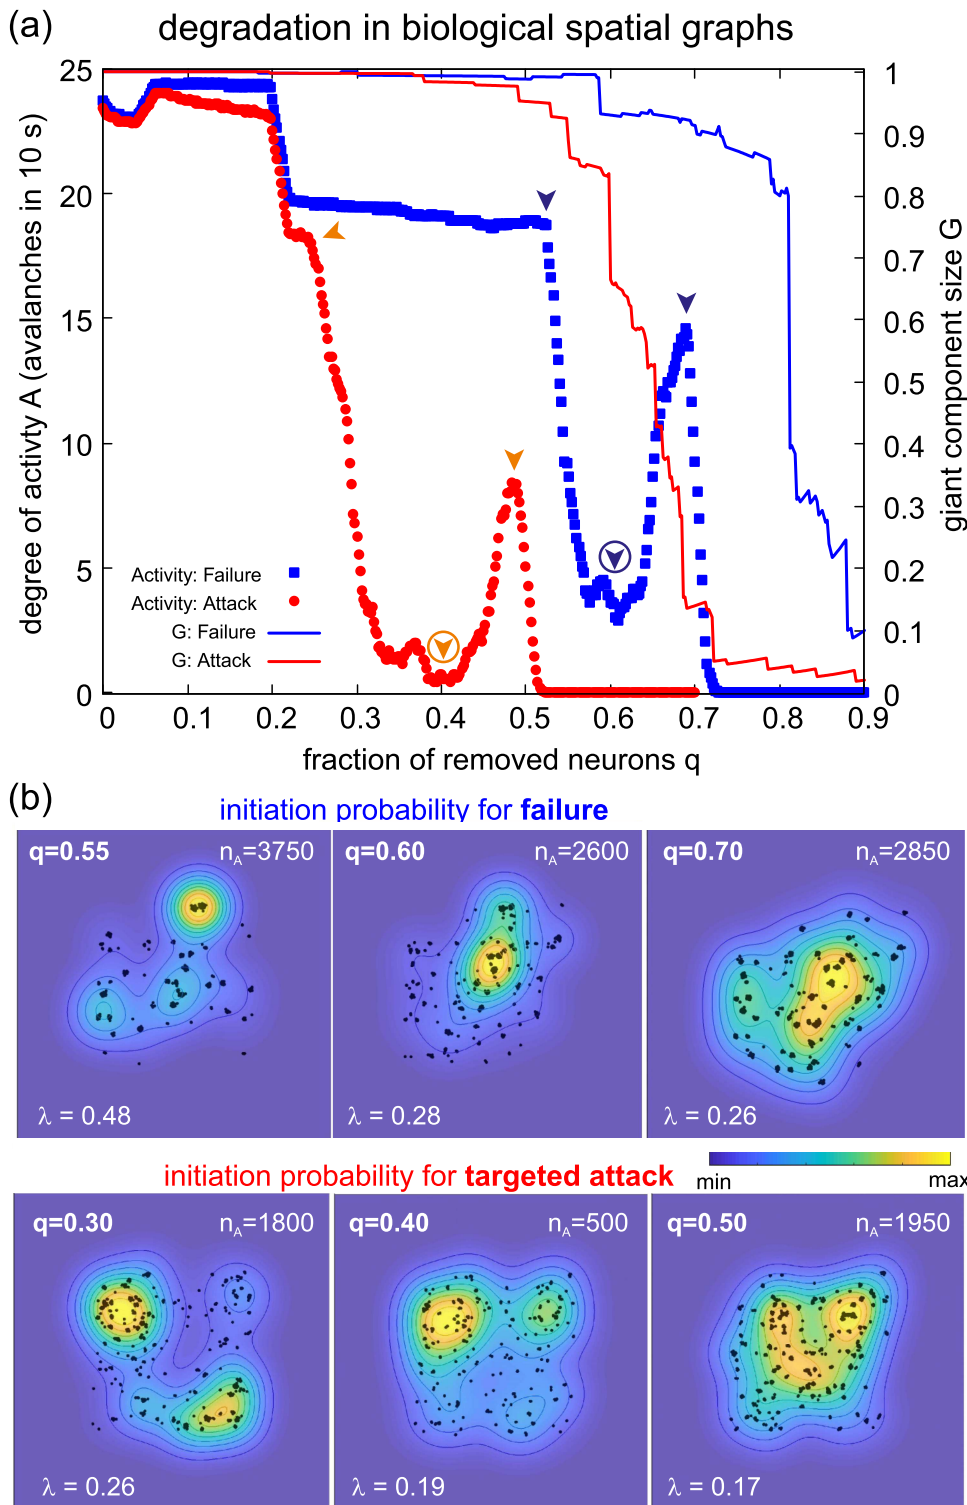 (a)
degradation in biological spatial graphs
degree of activty A (avalanches in 10 s)
25
20
15
10
5
0
1
0.9
0.8
0.7
0.6
0.5
0.4
0.3
0.2
0.1
0
giant component size G
Activity: Failure
Activity: Attack
G: Failure
G: Attack
0 0.1 0.2 0.3 0.4 0.5 0.6 0.7 0.8 0.9
fraction of removed neurons q
(b)
initiation probability for failure
q=0.55 nA=3750
λ = 0.48
q=0.60 nA=2600
λ = 0.28
q=0.70 nA=2850
λ = 0.26
initiation probability for targeted attack
min max
q=0.30 nA=1800
λ = 0.26
q=0.40 nA=500
λ = 0.19
q=0.50 nA=1950
λ = 0.17